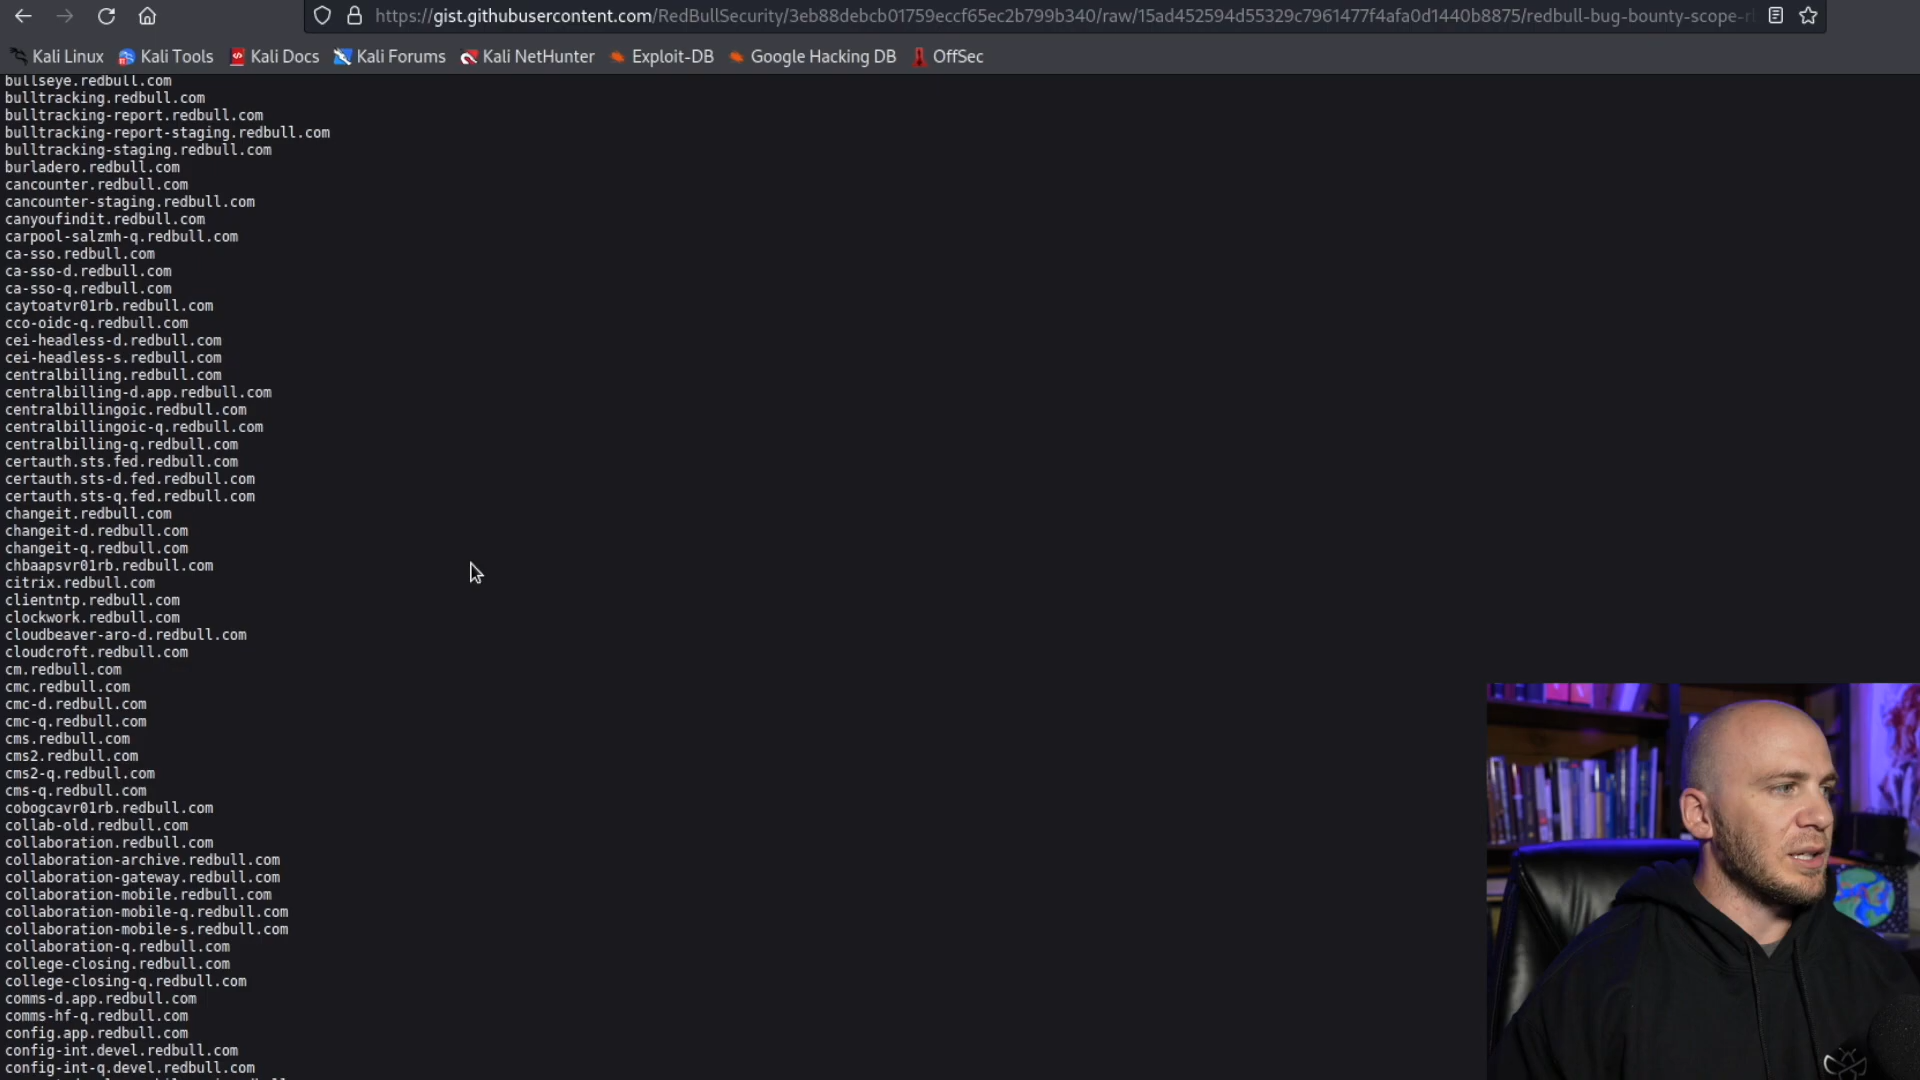 https://gist.githubusercontent.com/RedBullSecurity/3eb88debcb01759eccf65ec2b799b340/raw/15ad452594d55329c7961477f4afa0d1440b8875/redbull-bug-bounty-scope-r
Kali Linux Kali Tools Kali Docs Kali Forums Kali NetHunter Exploit-DB Google Hacking DB OffSec
bullseye.redbull.com
bulltracking.redbull.com
bulltracking-report.redbull.com
bulltracking-report-staging.redbull.com
bulltracking-staging.redbull.com
burladero.redbull.com
cancounter.redbull.com
cancounter-staging.redbull.com
canyoufindit.redbull.com
carpool-salzmh-q.redbull.com
ca-sso.redbull.com
ca-sso-d.redbull.com
ca-sso-q.redbull.com
caytoatvr01rb.redbull.com
cco-oidc-q.redbull.com
cei-headless-d.redbull.com
cei-headless-s.redbull.com
centralbilling.redbull.com
centralbilling-d.app.redbull.com
centralbillingoic.redbull.com
centralbillingoic-q.redbull.com
centralbilling-q.redbull.com
certauth.sts.fed.redbull.com
certauth.sts-d.fed.redbull.com
certauth.sts-q.fed.redbull.com
changeit.redbull.com
changeit-d.redbull.com
changeit-q.redbull.com
chbaapsvr01rb.redbull.com
citrix.redbull.com
clientntp.redbull.com
clockwork.redbull.com
cloudbeaver-aro-d.redbull.com
cloudcroft.redbull.com
cm.redbull.com
cmc.redbull.com
cmc-d.redbull.com
cmc-q.redbull.com
cms.redbull.com
cms2.redbull.com
cms2-q.redbull.com
cms-q.redbull.com
cobogcavr01rb.redbull.com
collab-old.redbull.com
collaboration.redbull.com
collaboration-archive.redbull.com
collaboration-gateway.redbull.com
collaboration-mobile.redbull.com
collaboration-mobile-q.redbull.com
collaboration-mobile-s.redbull.com
collaboration-q.redbull.com
college-closing.redbull.com
college-closing-q.redbull.com
comms-d.app.redbull.com
comms-hf-q.redbull.com
config.app.redbull.com
config-int.devel.redbull.com
config-int-q.devel.redbull.com